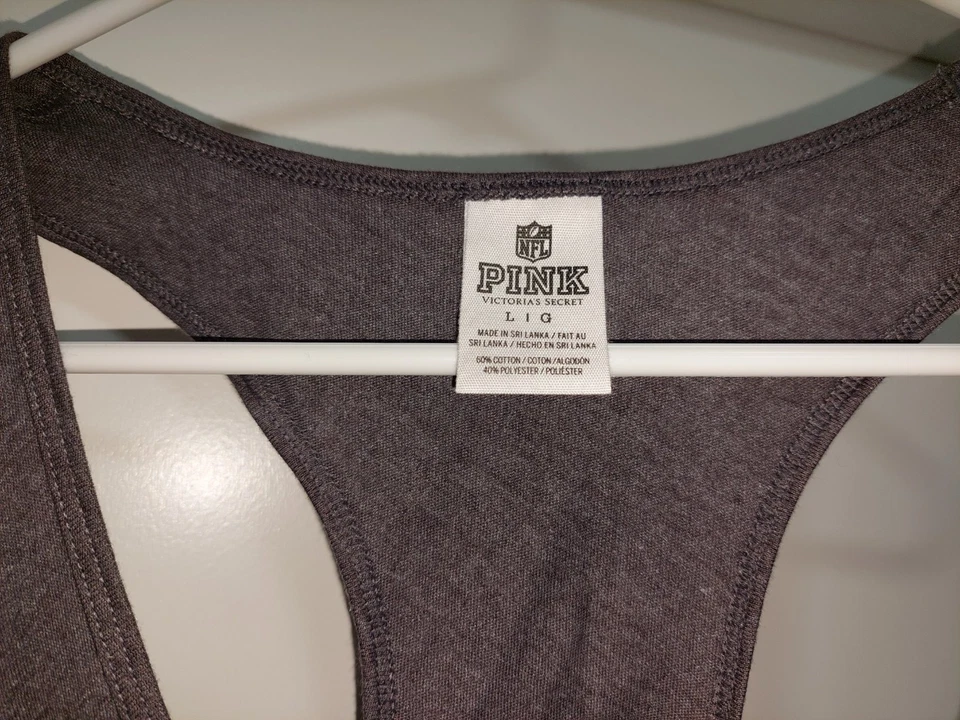 NFL
PINK
VICTORIA'S SECRET
L | G
MADE IN SRI LANKA / FAIT AU
SRI LANKA / HECHO EN SRI LANKA
60% COTTON / COTON / ALGODÓN
40% POLYESTER / POLIÉSTER